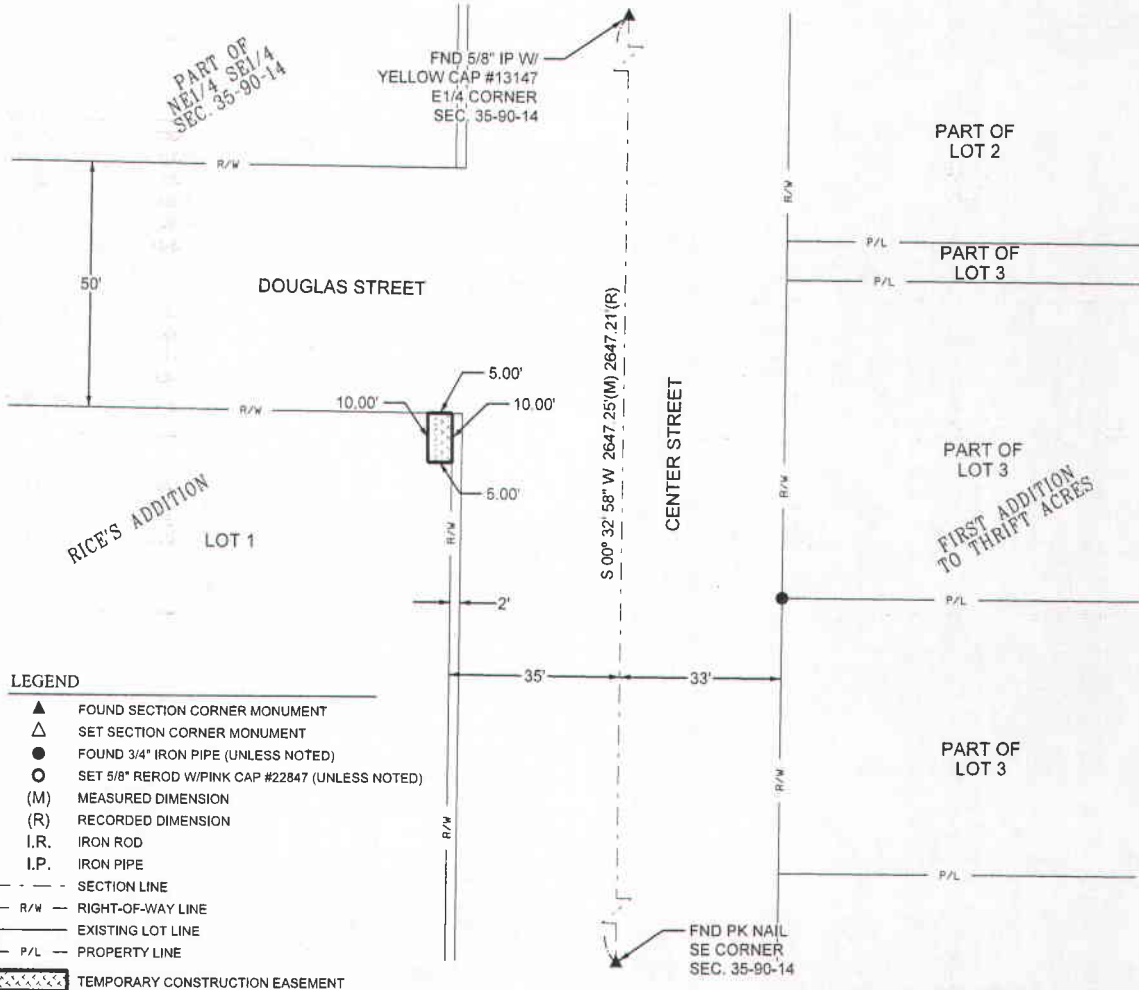 PART OF
NE1/4 SE1/4
SEC. 35-90-14
FND 5/8" IP W/
YELLOW CAP #13147
E1/4 CORNER
SEC. 35-90-14
PART OF
LOT 2
R/W
R/W
P/L
PART OF
LOT 3
P/L
50'
DOUGLAS STREET
S 00° 32' 58" W 2647.25'(M) 2647.21'(R)
CENTER STREET
5.00'
R/W
10.00'
10.00'
5.00'
PART OF
LOT 3
R/W
FIRST ADDITION
TO THRIFT ACRES
RICE'S ADDITION
LOT 1
R/W
2'
P/L
35'
33'
LEGEND
FOUND SECTION CORNER MONUMENT
SET SECTION CORNER MONUMENT
FOUND 3/4" IRON PIPE (UNLESS NOTED)
SET 5/8" REROD W/PINK CAP #22847 (UNLESS NOTED)
(M) MEASURED DIMENSION
(R) RECORDED DIMENSION
I.R. IRON ROD
I.P. IRON PIPE
SECTION LINE
R/W RIGHT-OF-WAY LINE
EXISTING LOT LINE
P/L PROPERTY LINE
TEMPORARY CONSTRUCTION EASEMENT
R/W
PART OF
LOT 3
R/W
P/L
FND PK NAIL
SE CORNER
SEC. 35-90-14